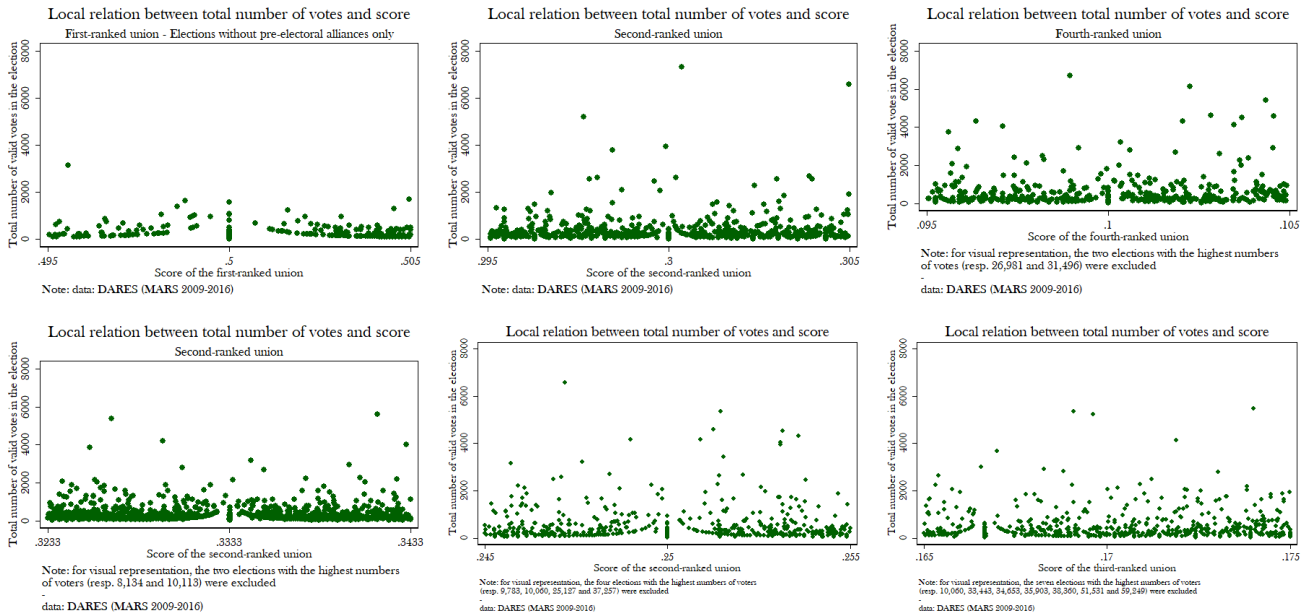 Local relation between total number of votes and score
First-ranked union - Elections without pre-electoral alliances only
Total number of valid votes in the election
8000
6000
4000
2000
0
.495
.5
.505
Score of the first-ranked union
Note: data: DARES (MARS 2009-2016)
Local relation between total number of votes and score
Second-ranked union
Total number of valid votes in the election
8000
6000
4000
2000
0
.295
.3
.305
Score of the second-ranked union
Note: data: DARES (MARS 2009-2016)
Local relation between total number of votes and score
Fourth-ranked union
Total number of valid votes in the election
8000
6000
4000
2000
0
.095
.1
.105
Score of the fourth-ranked union
Note: for visual representation, the two elections with the highest numbers
of votes (resp. 26,981 and 31,496) were excluded
-
data: DARES (MARS 2009-2016)
Local relation between total number of votes and score
Second-ranked union
Total number of valid votes in the election
8000
6000
4000
2000
0
.3233
.33333
.3433
Score of the second-ranked union
Note: for visual representation, the two elections with the highest numbers
of voters (resp. 8,134 and 10,113) were excluded
-
data: DARES (MARS 2009-2016)
Local relation between total number of votes and score
Total number of valid votes in the election
8000
6000
4000
2000
0
.245
.25
.255
Score of the second-ranked union
Note: for visual representation, the four elections with the highest numbers of voters
(resp. 9,783, 10,060, 25,127 and 37,257) were excluded
-
data: DARES (MARS 2009-2016)
Local relation between total number of votes and score
Total number of valid votes in the election
8000
6000
4000
2000
0
.165
.17
.175
Score of the third-ranked union
Note: for visual representation, the seven elections with the highest numbers of voters
(resp. 10,060, 33,443, 34,653, 35,903, 38,360, 51,531 and 59,249) were excluded
-
data: DARES (MARS 2009-2016)